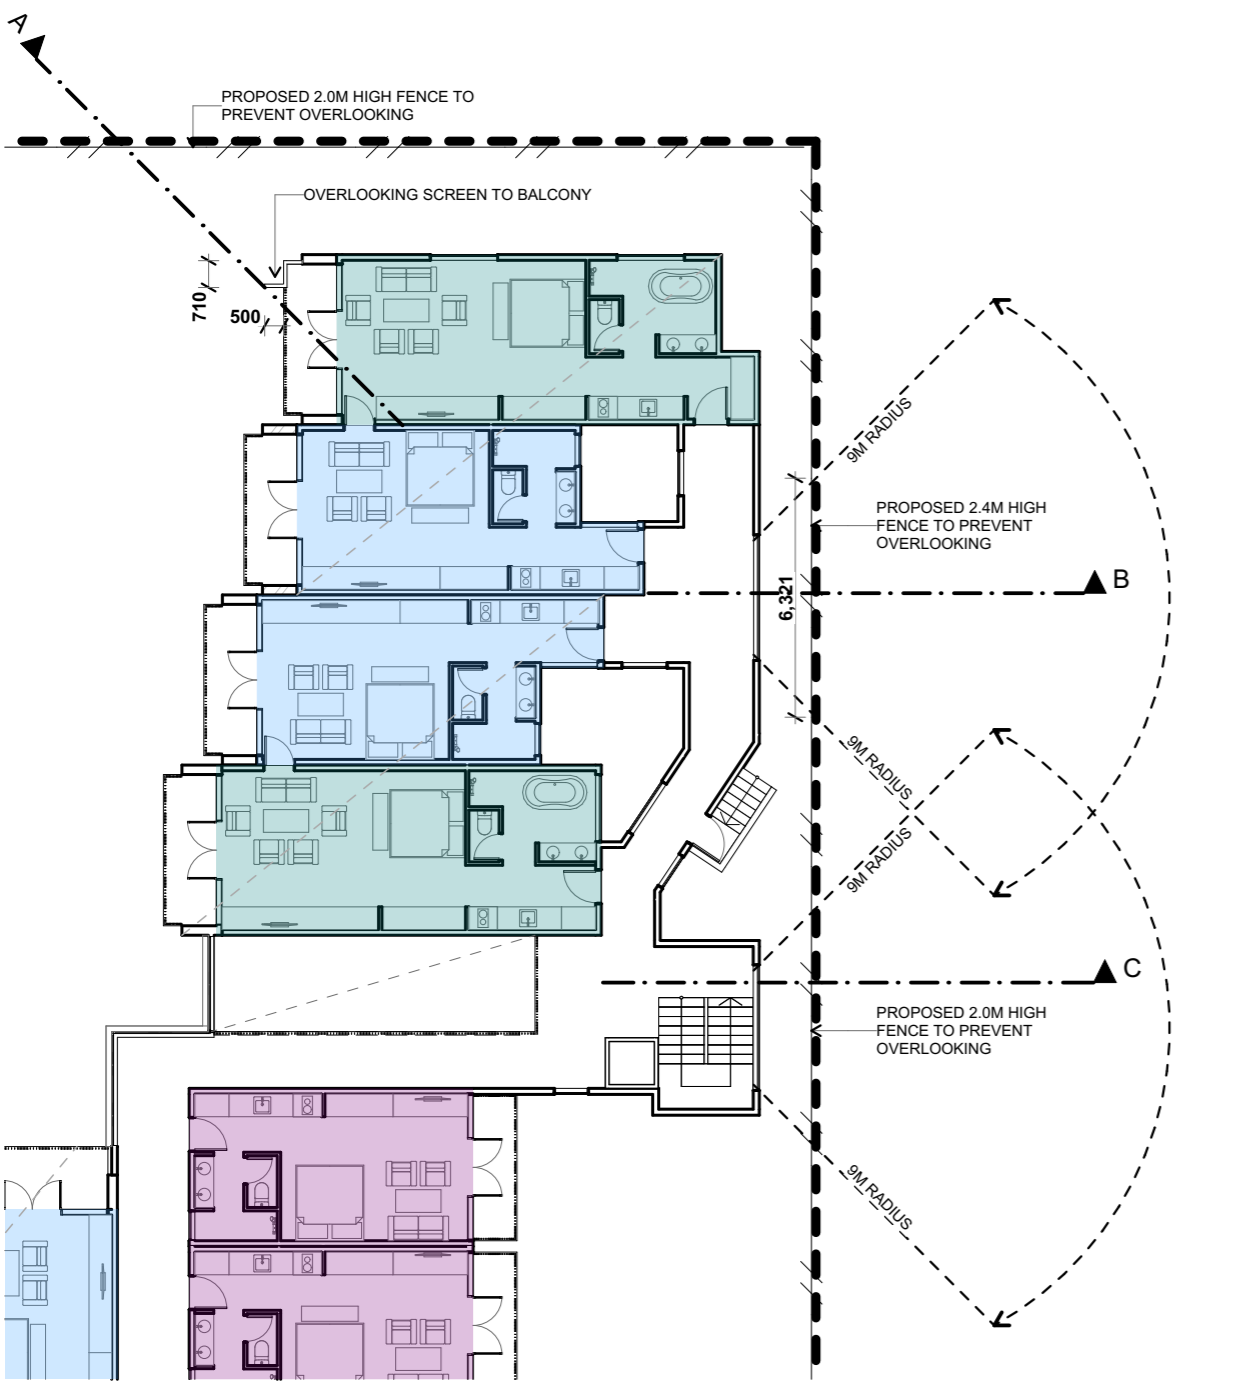 A
PROPOSED 2.0M HIGH FENCE TO
PREVENT OVERLOOKING
OVERLOOKING SCREEN TO BALCONY
710
500
9M RADIUS
PROPOSED 2.4M HIGH
FENCE TO PREVENT
OVERLOOKING
B
6,321
9M RADIUS
9M RADIUS
C
PROPOSED 2.0M HIGH
FENCE TO PREVENT
OVERLOOKING
9M RADIUS